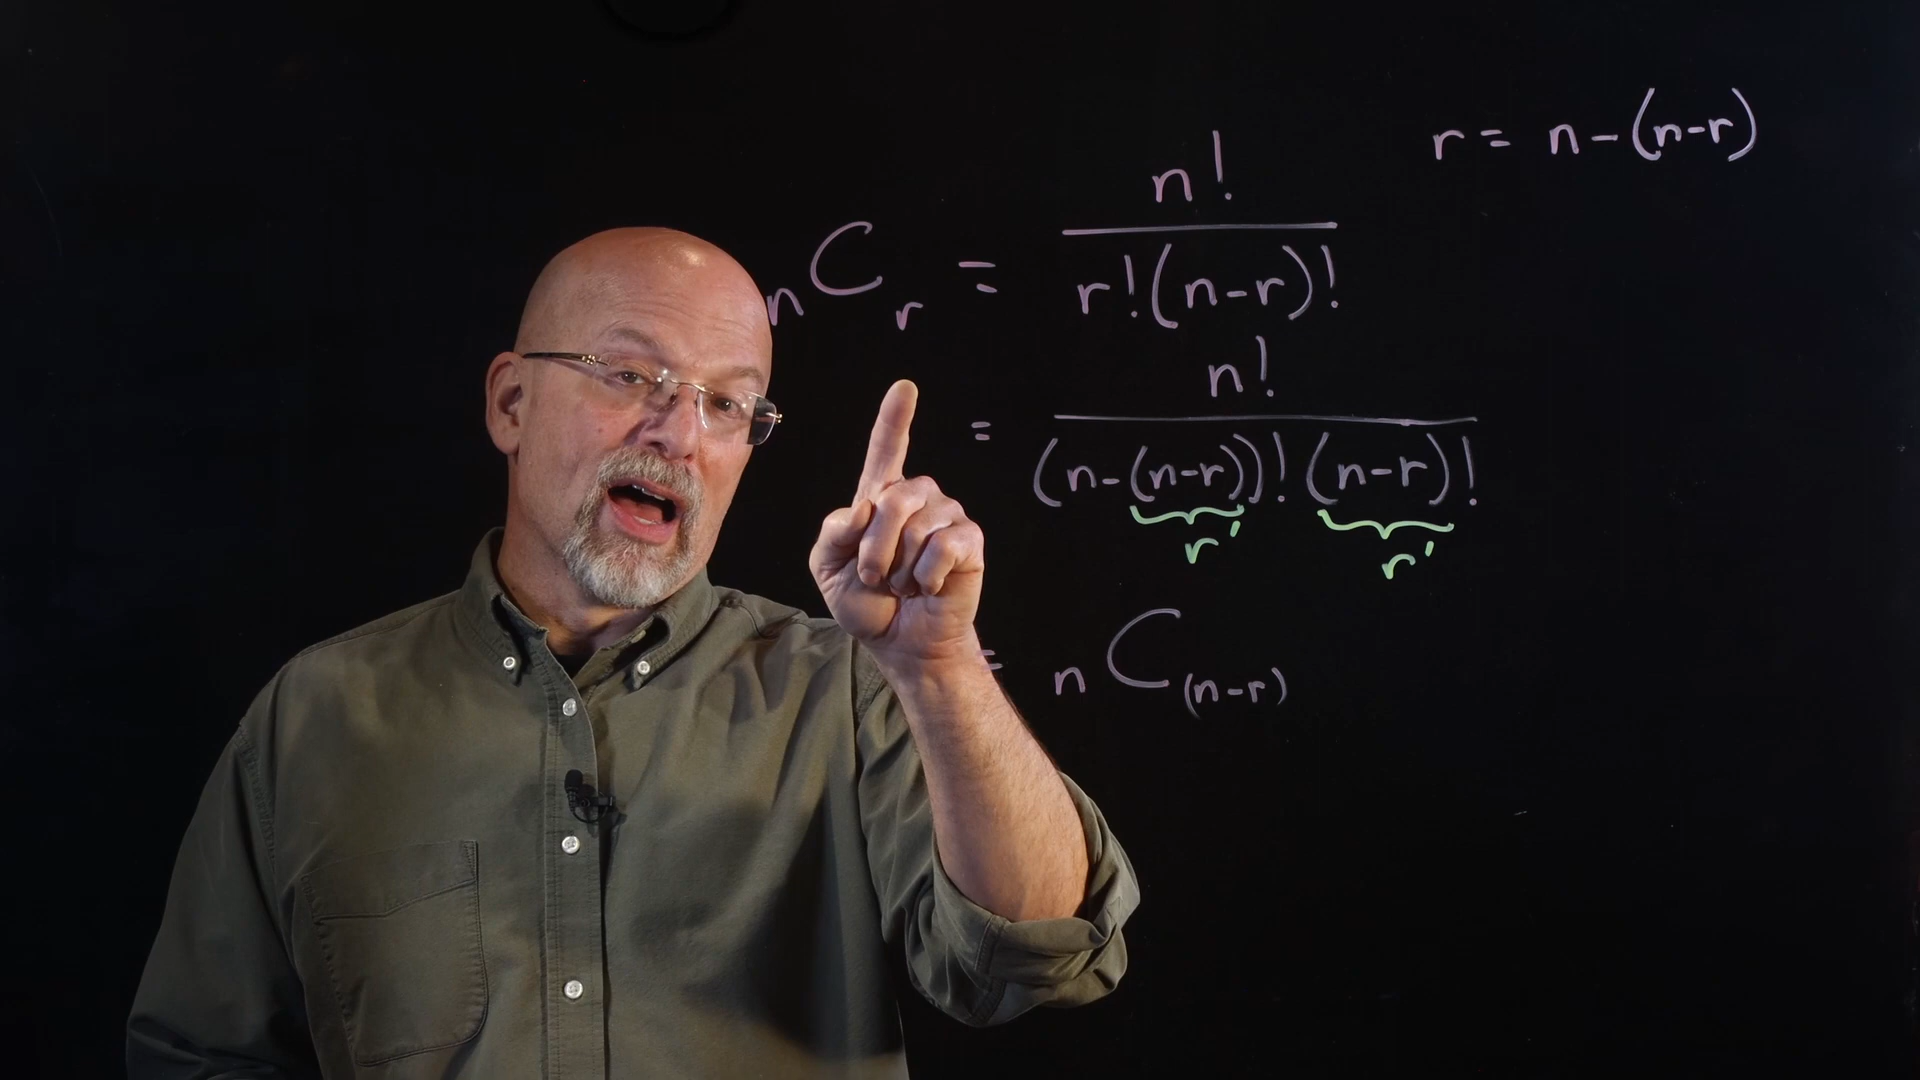 r = n-(n-r)
nCr = n! / r!(n-r)!
= n! / (n-(n-r))!(n-r)!
r' r'
= nC(n-r)